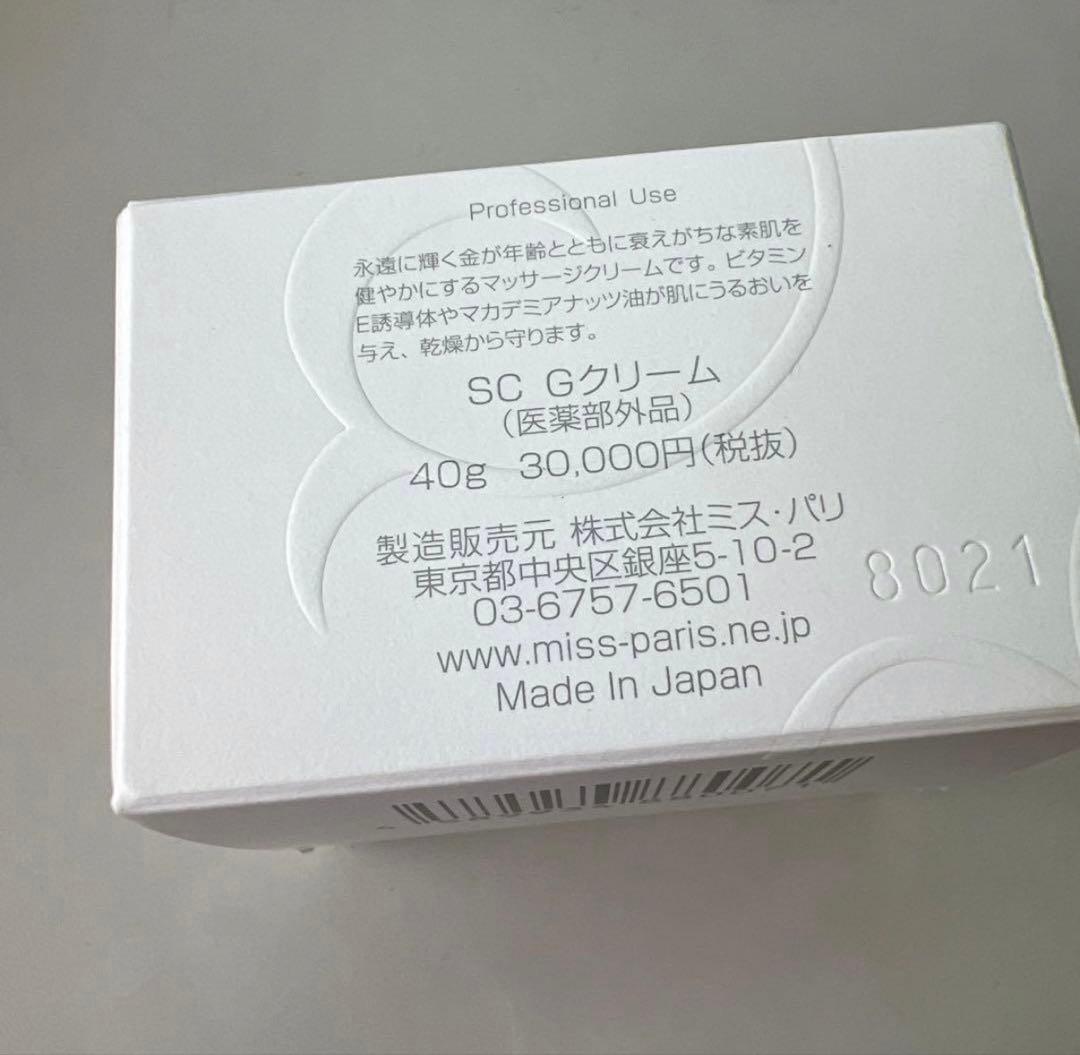 Professional Use
永遠に輝く金が年齢とともに衰えがちな素肌を
健やかにするマッサージクリームです。ビタミン
E誘導体やマカデミアナッツ油が肌にうるおいを
与え、乾燥から守ります。
SC Gクリーム
(医薬部外品)
40g 30,000円(税抜)
製造販売元 株式会社ミス・パリ
東京都中央区銀座5-10-2
03-6757-6501
www.miss-paris.ne.jp
Made In Japan
8021